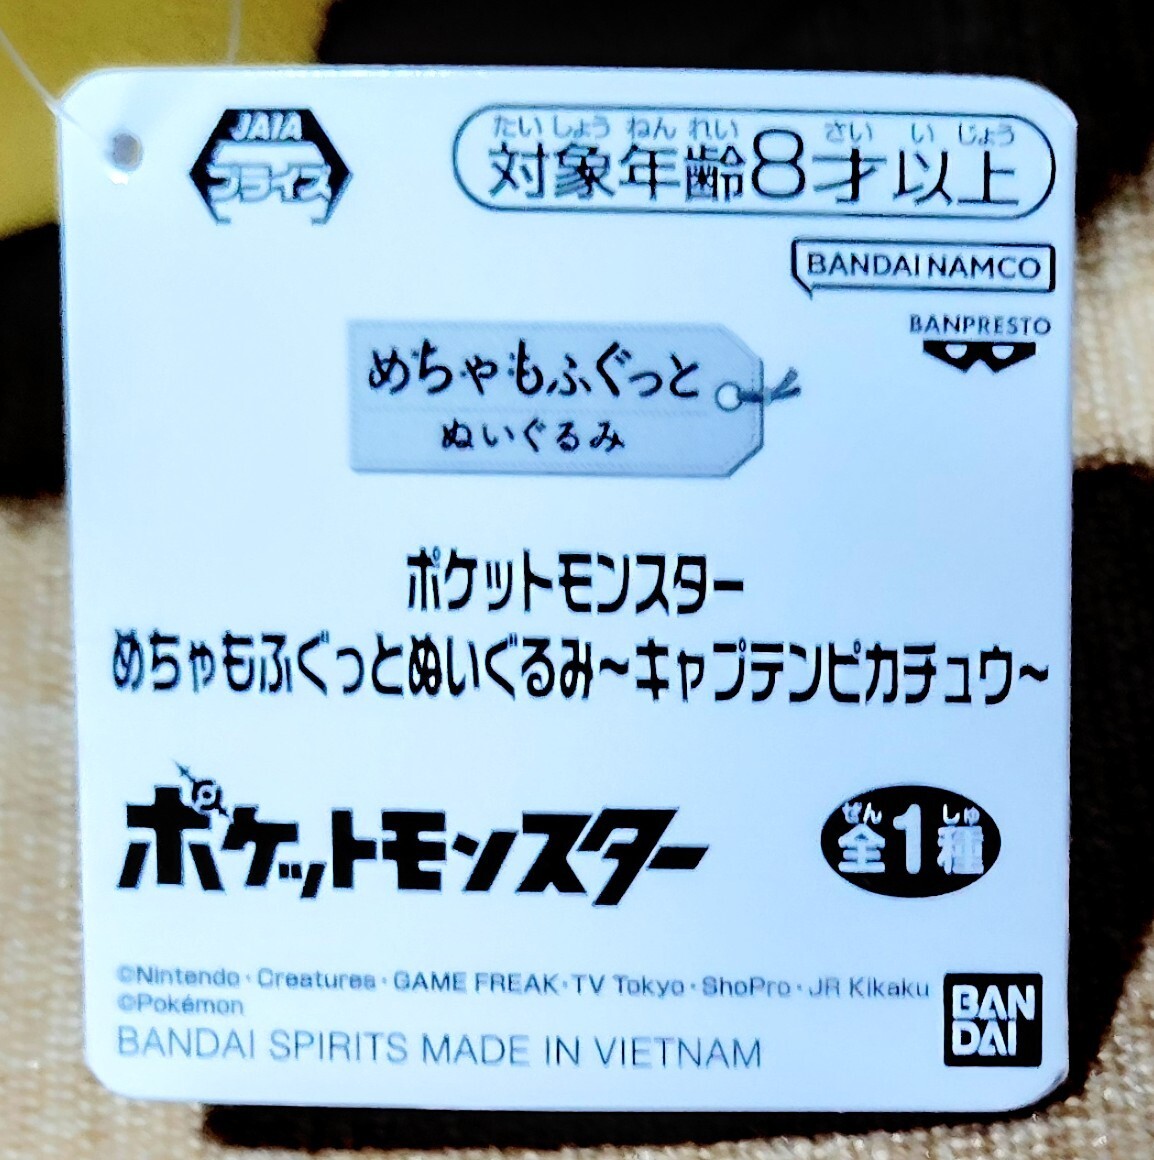 JAIA
プライズ
たいしょうねんれい さい い じょう
対象年齢8才以上
BANDAI NAMCO
BANPRESTO
めちゃもふぐっと
ぬいぐるみ
ポケットモンスター
めちゃもふぐっとぬいぐるみ～キャプテンピカチュウ～
ポケットモンスター
ぜん しゅ
全1種
©Nintendo・Creatures・GAME FREAK・TV Tokyo・ShoPro・JR Kikaku
©Pokémon
BANDAI SPIRITS MADE IN VIETNAM
BAN
DAI